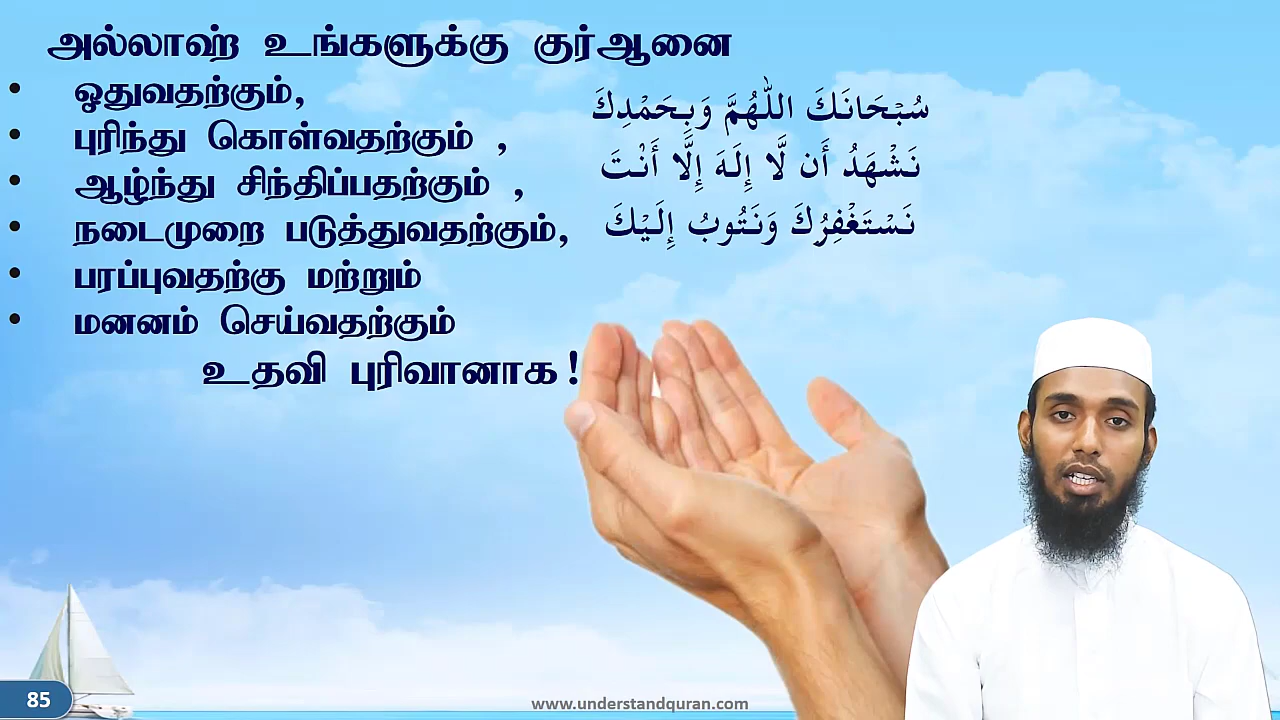 அல்லாஹ் உங்களுக்கு குர்ஆனை
• ஓதுவதற்கும்,
• புரிந்து கொள்வதற்கும் ,
• ஆழ்ந்து சிந்திப்பதற்கும் ,
• நடைமுறை படுத்துவதற்கும்,
• பரப்புவதற்கு மற்றும்
• மனனம் செய்வதற்கும்
உதவி புரிவானாக!
سُبْحَانَكَ اللّٰهُمَّ وَبِحَمْدِكَ
نَشْهَدُ أَن لَّا إِلَهَ إِلَّا أَنْتَ
نَسْتَغْفِرُكَ وَنَتُوبُ إِلَيْكَ
85
www.understandquran.com